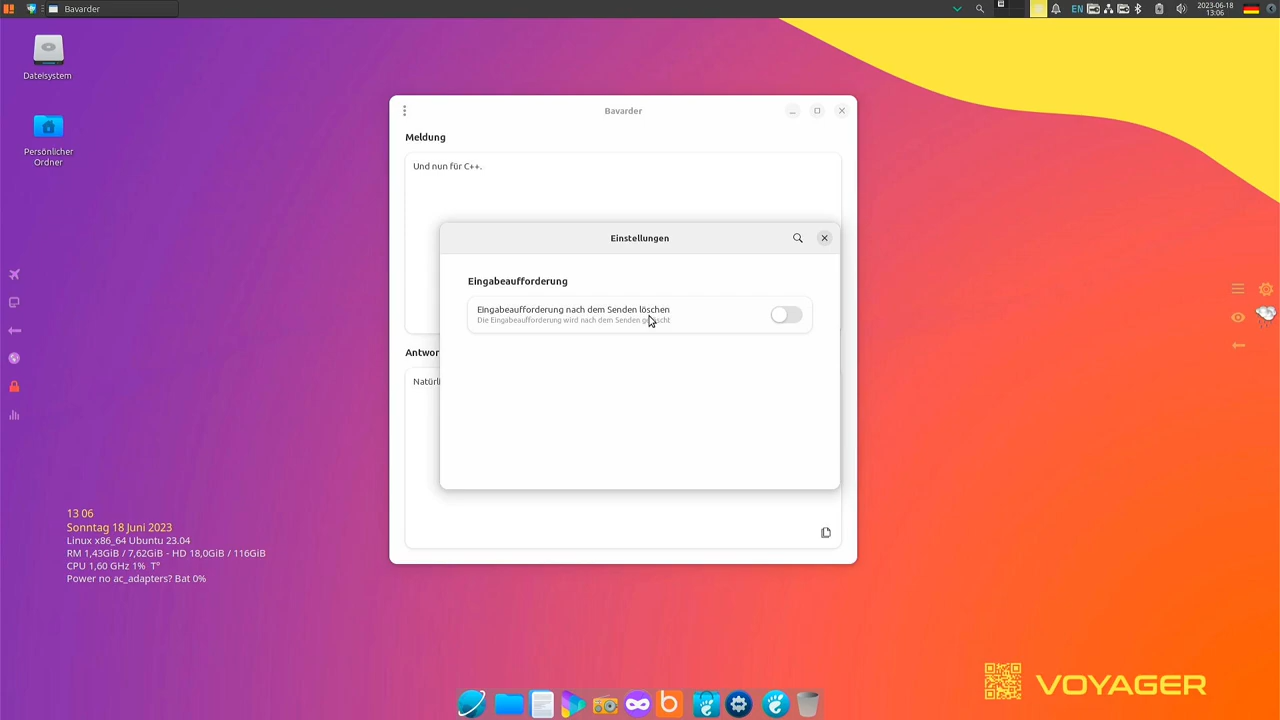 Bavarder
EN
2023-06-18
13:06
Dateisystem
Persönlicher
Ordner
Bavarder
Meldung
Und nun für C++.
Einstellungen
Eingabeaufforderung
Eingabeaufforderung nach dem Senden löschen
Die Eingabeaufforderung wird nach dem Senden
Antwor
Natürli
13 06
Sonntag 18 Juni 2023
Linux x86_64 Ubuntu 23.04
RM 1,43GiB / 7,62GiB - HD 18,0GiB / 116GiB
CPU 1,60 GHz 1% T°
Power no ac_adapters? Bat 0%
VOYAGER